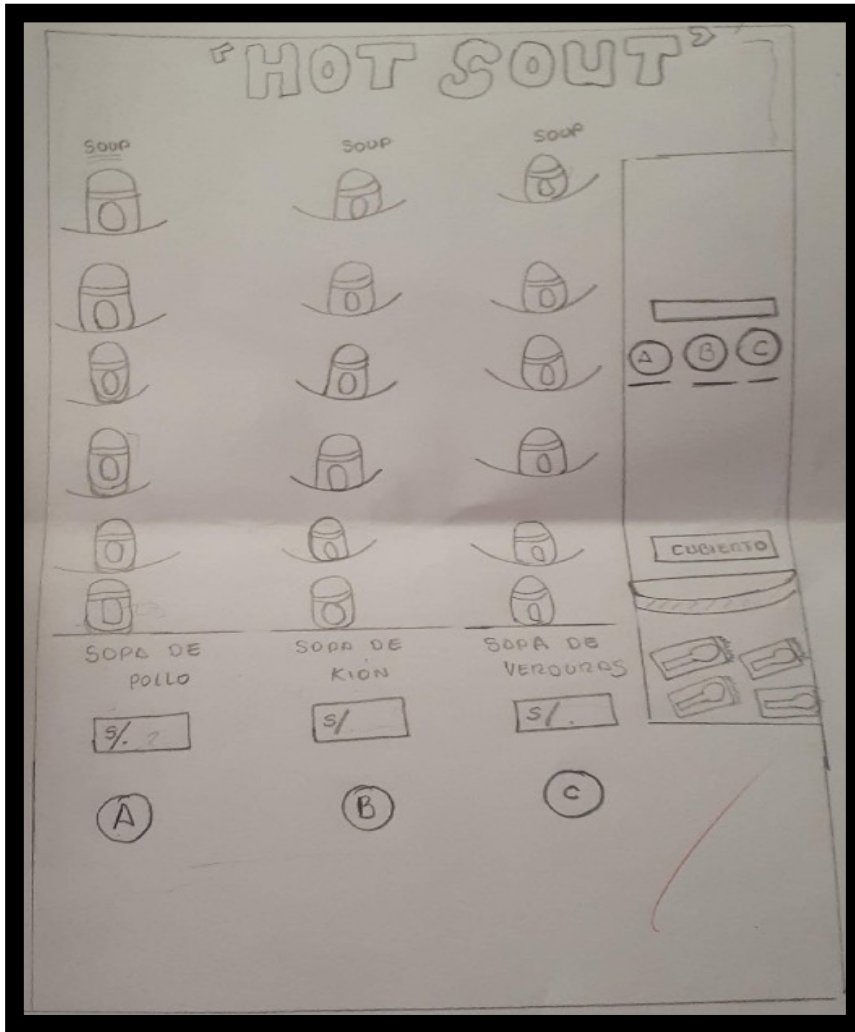 "HOT SOUT"
SOUP
SOUP
SOUP
A B C
CUBIERTO
SOPA DE
POLLO
SOPA DE
KION
SOPA DE
VERDURAS
S/.
S/
S/.
A
B
C